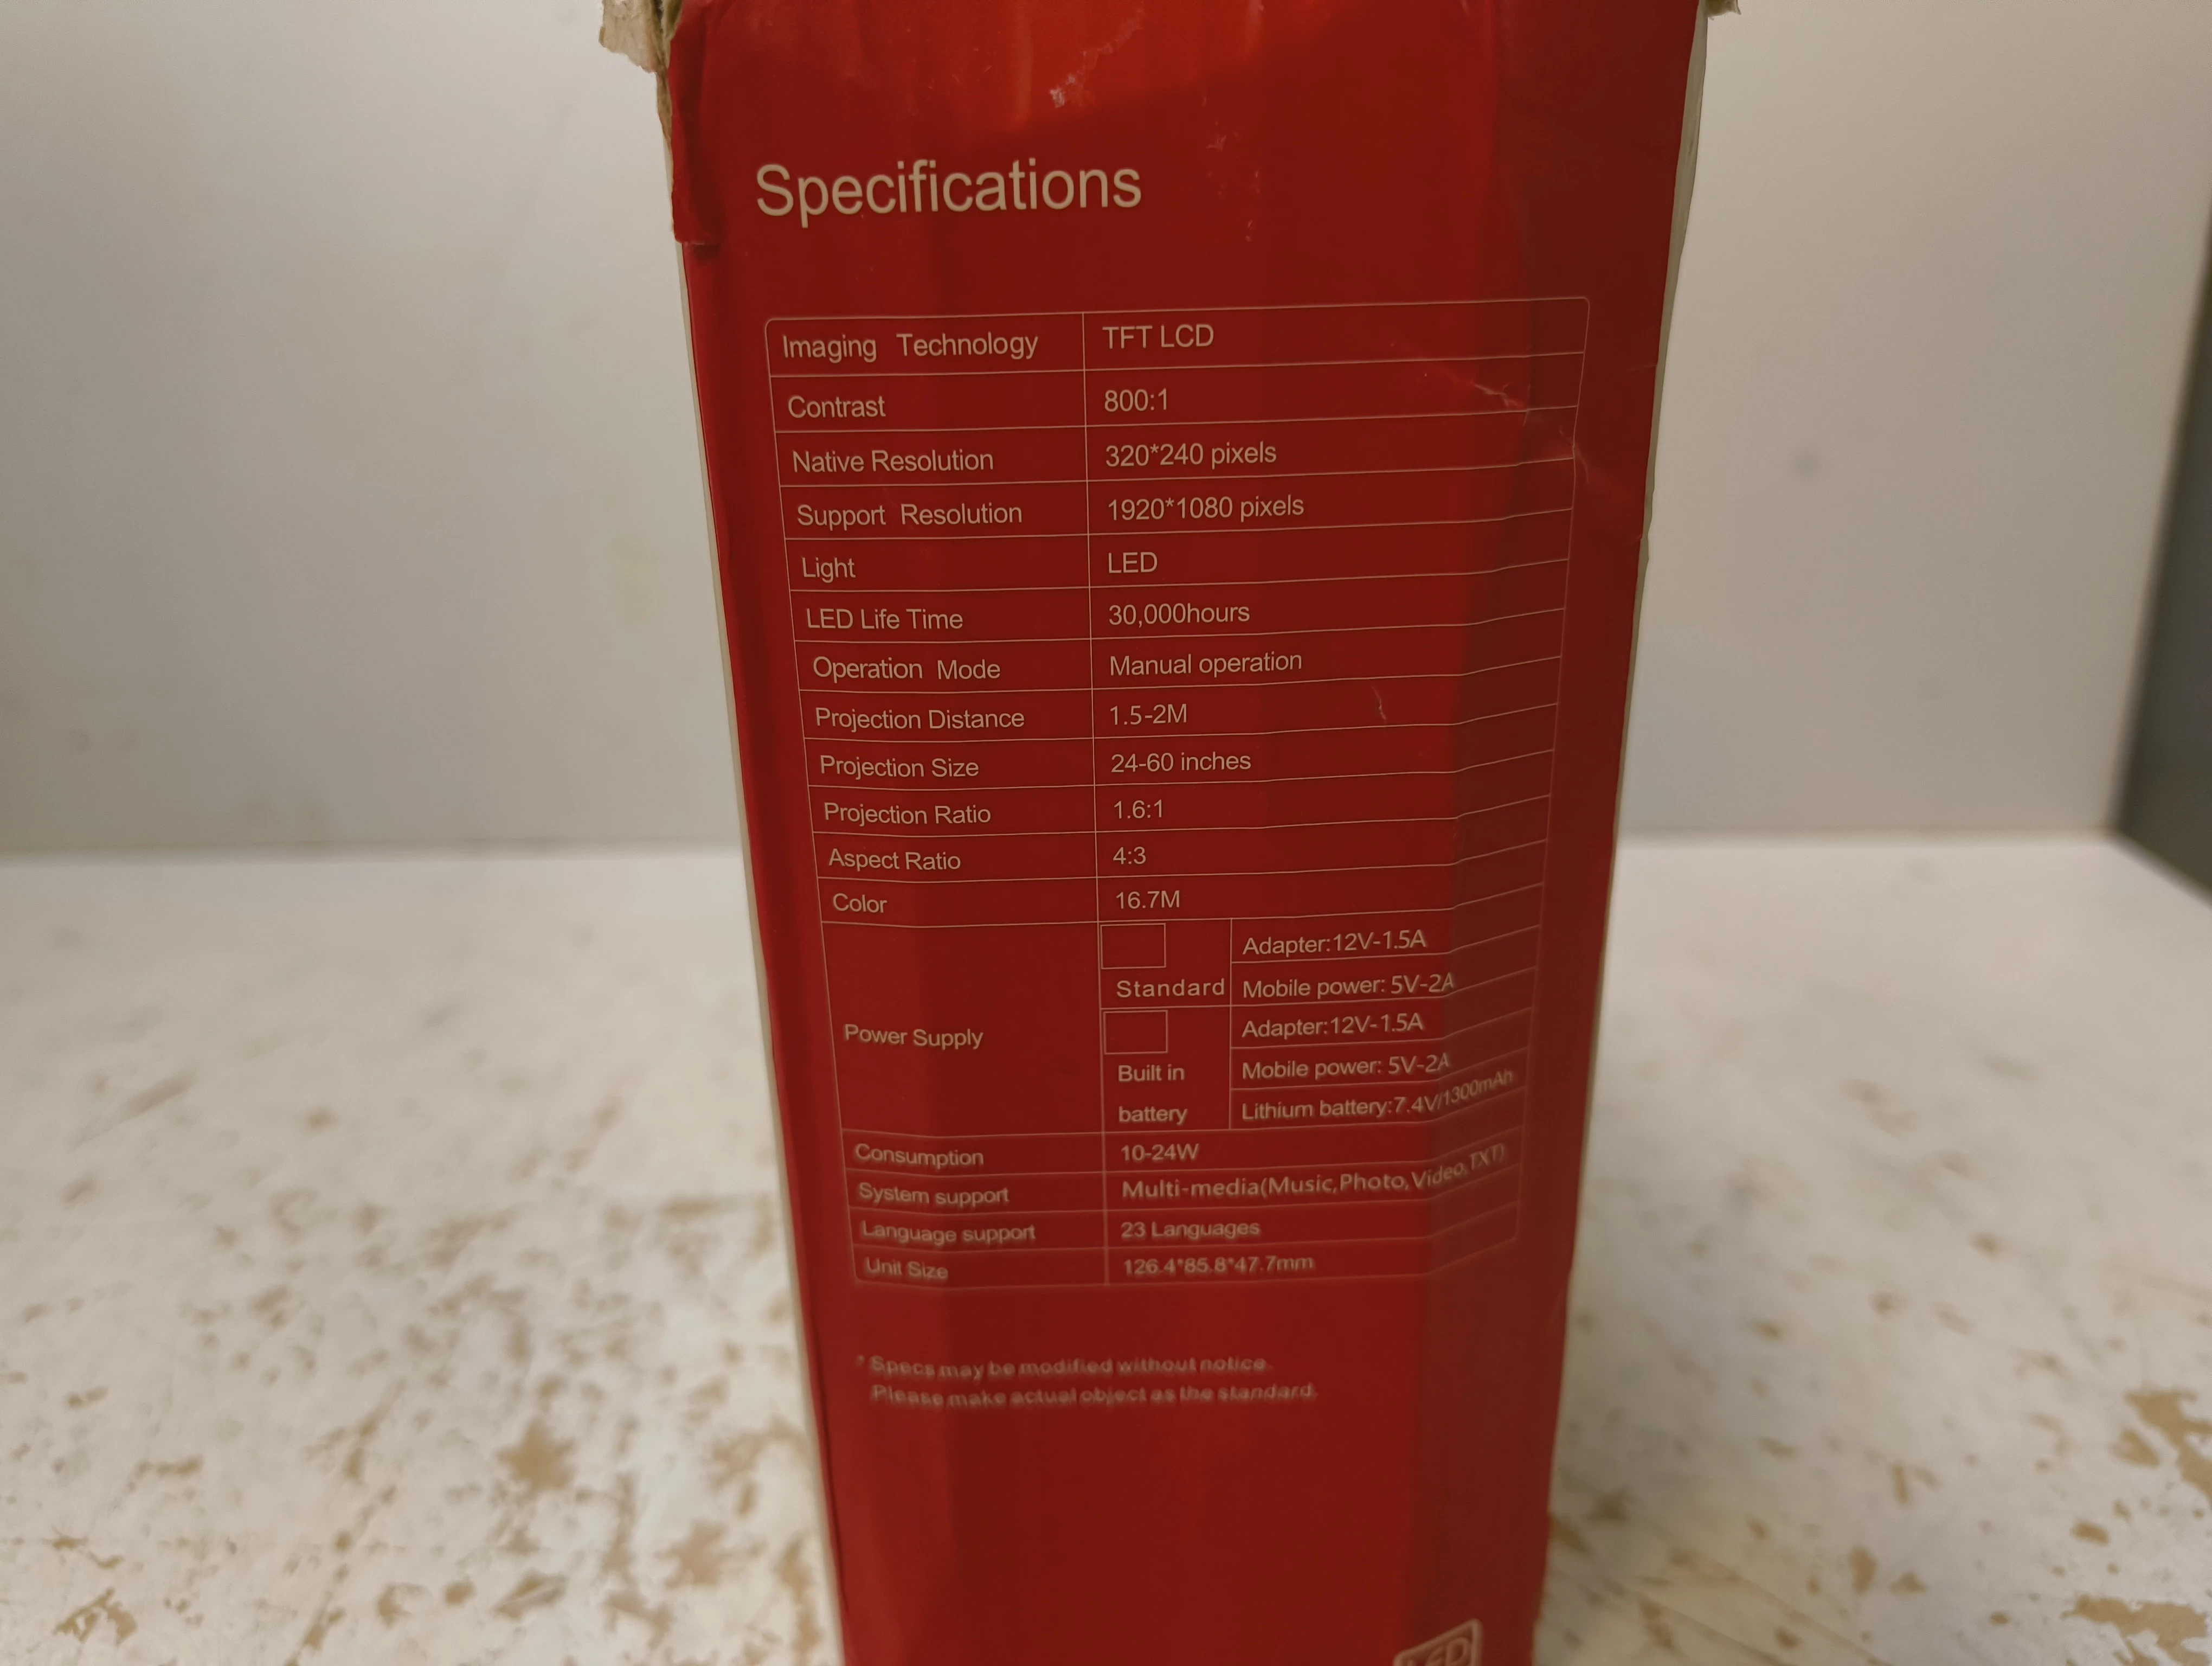 Specifications
Imaging Technology TFT LCD
Contrast 800:1
Native Resolution 320*240 pixels
Support Resolution 1920*1080 pixels
Light LED
LED Life Time 30,000hours
Operation Mode Manual operation
Projection Distance 1.5-2M
Projection Size 24-60 inches
Projection Ratio 1.6:1
Aspect Ratio 4:3
Color 16.7M
Power Supply
Standard
Adapter:12V-1.5A
Mobile power: 5V-2A
Built in
battery
Adapter:12V-1.5A
Mobile power: 5V-2A
Lithium battery:7.4V/1300mAh
Consumption 10-24W
System support Multi-media(Music,Photo,Video,TXT)
Language support 23 Languages
Unit Size 126.4*85.8*47.7mm
* Specs may be modified without notice.
Please make actual object as the standard.
LED